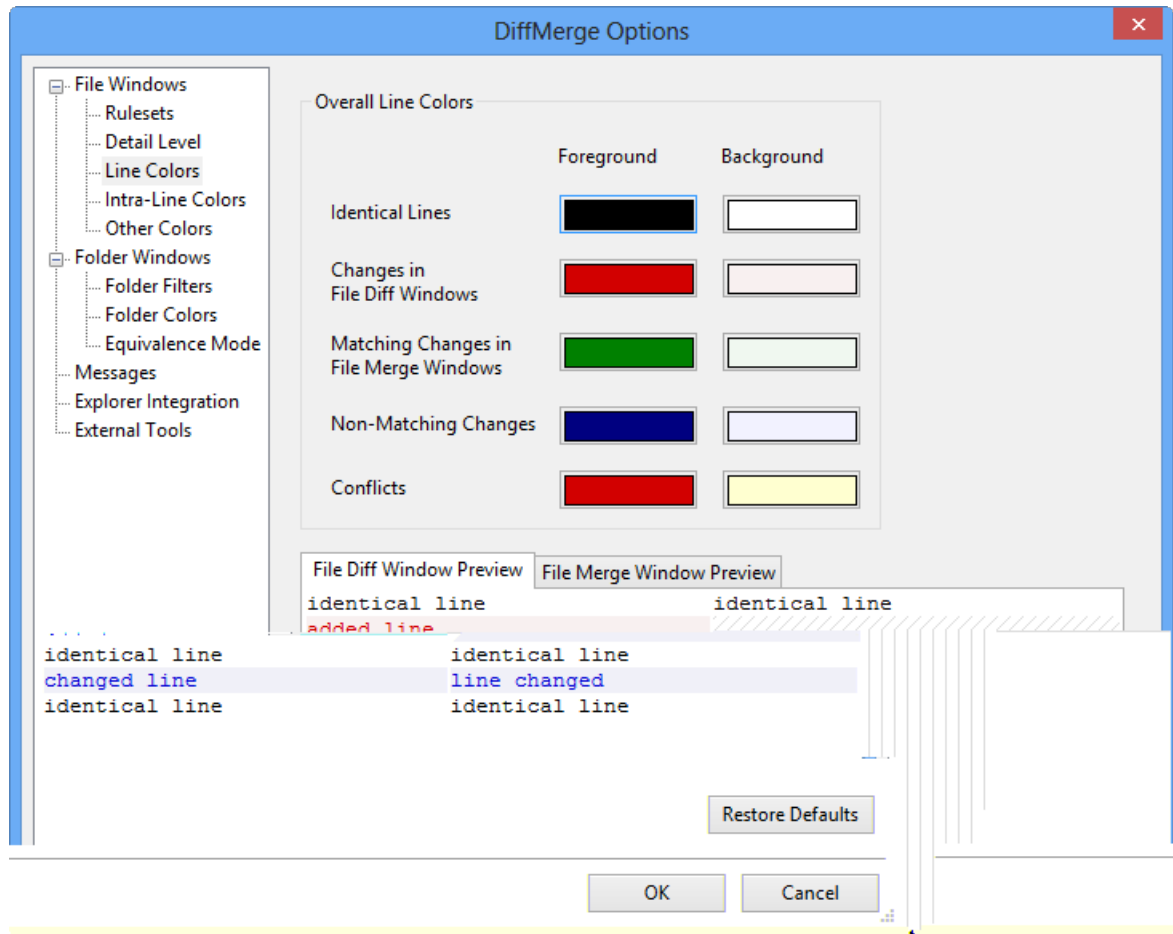 DiffMerge Options
File Windows
Rulesets
Detail Level
Line Colors
Intra-Line Colors
Other Colors
Folder Windows
Folder Filters
Folder Colors
Equivalence Mode
Messages
Explorer Integration
External Tools
Overall Line Colors
Foreground Background
Identical Lines
Changes in
File Diff Windows
Matching Changes in
File Merge Windows
Non-Matching Changes
Conflicts
File Diff Window Preview File Merge Window Preview
identical line identical line
added line
identical line identical line
changed line line changed
identical line identical line
Restore Defaults
OK Cancel